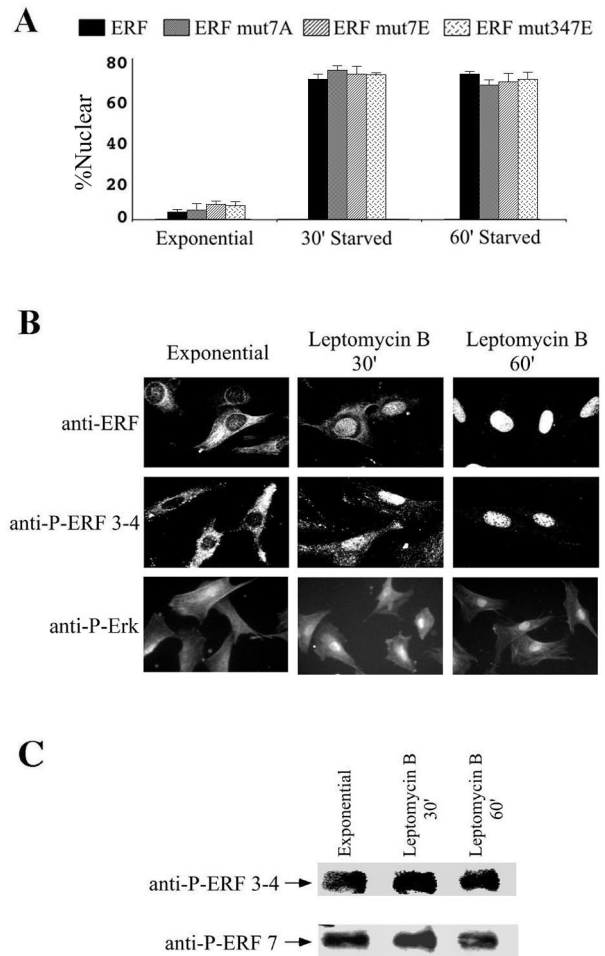 A
ERF ERF mut7A ERF mut7E ERF mut347E
%Nuclear
80
60
40
20
0
Exponential 30' Starved 60' Starved
B
Exponential Leptomycin B 30' Leptomycin B 60'
anti-ERF
anti-P-ERF 3-4
anti-P-Erk
C
Exponential
Leptomycin B 30'
Leptomycin B 60'
anti-P-ERF 3-4
anti-P-ERF 7